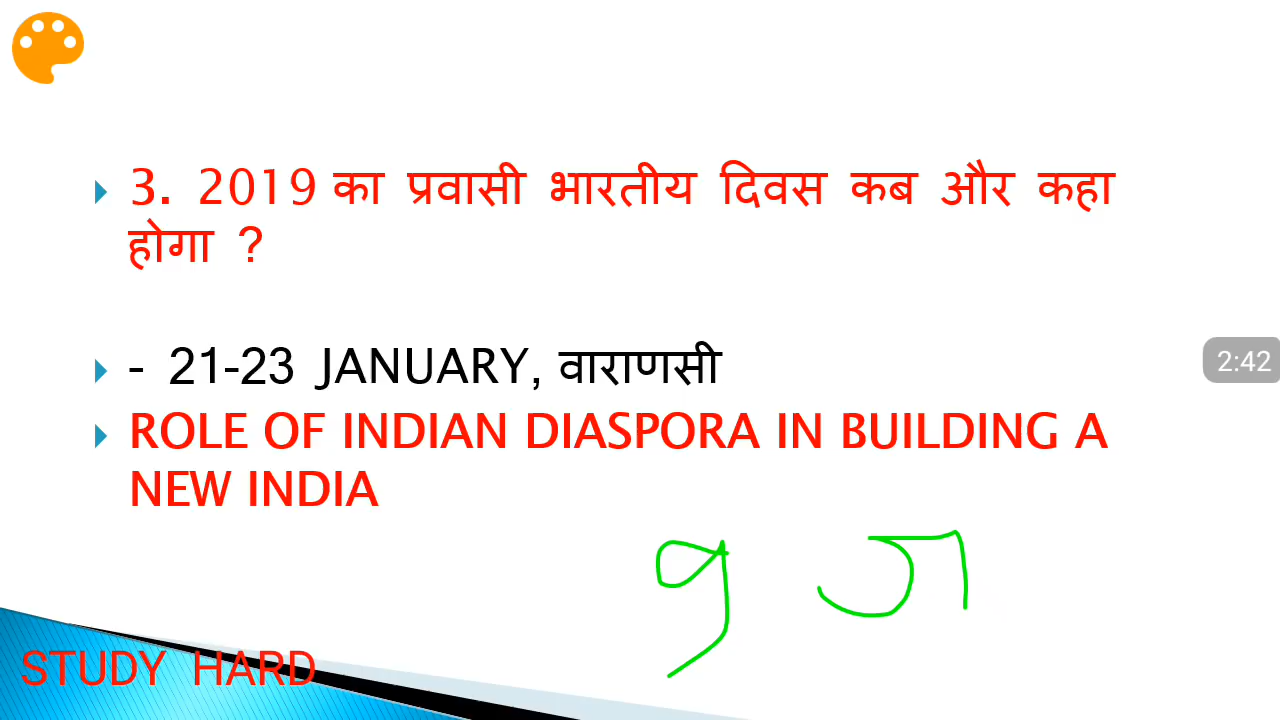 3. 2019 का प्रवासी भारतीय दिवस कब और कहा
होगा ?
- 21-23 JANUARY, वाराणसी
ROLE OF INDIAN DIASPORA IN BUILDING A
NEW INDIA
9 ज
STUDY HARD
2:42